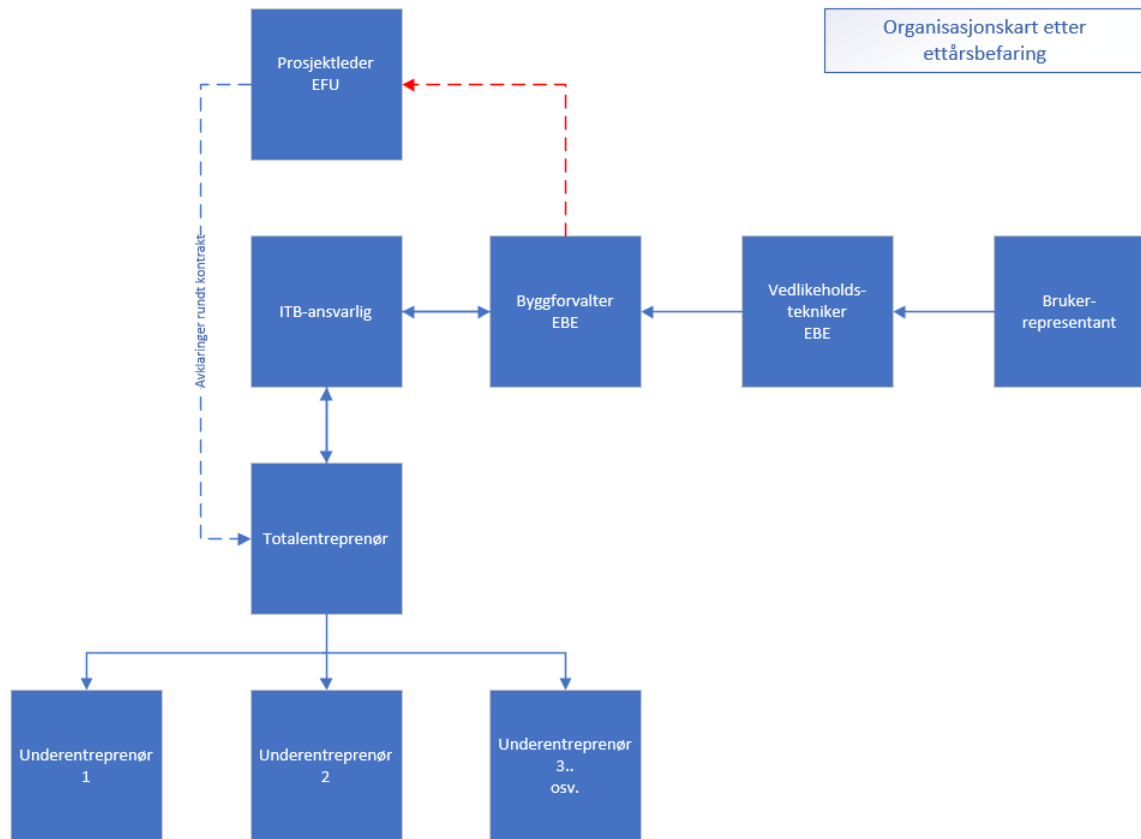 Organisasjonskart etter
ettårsbefaring
Prosjektleder
EFU
Avklaringer rundt kontrakt
ITB-ansvarlig
Byggforvalter
EBE
Vedlikeholds-
tekniker
EBE
Bruker-
representant
Totalentreprenør
Underentreprenør
1
Underentreprenør
2
Underentreprenør
3..
osv.